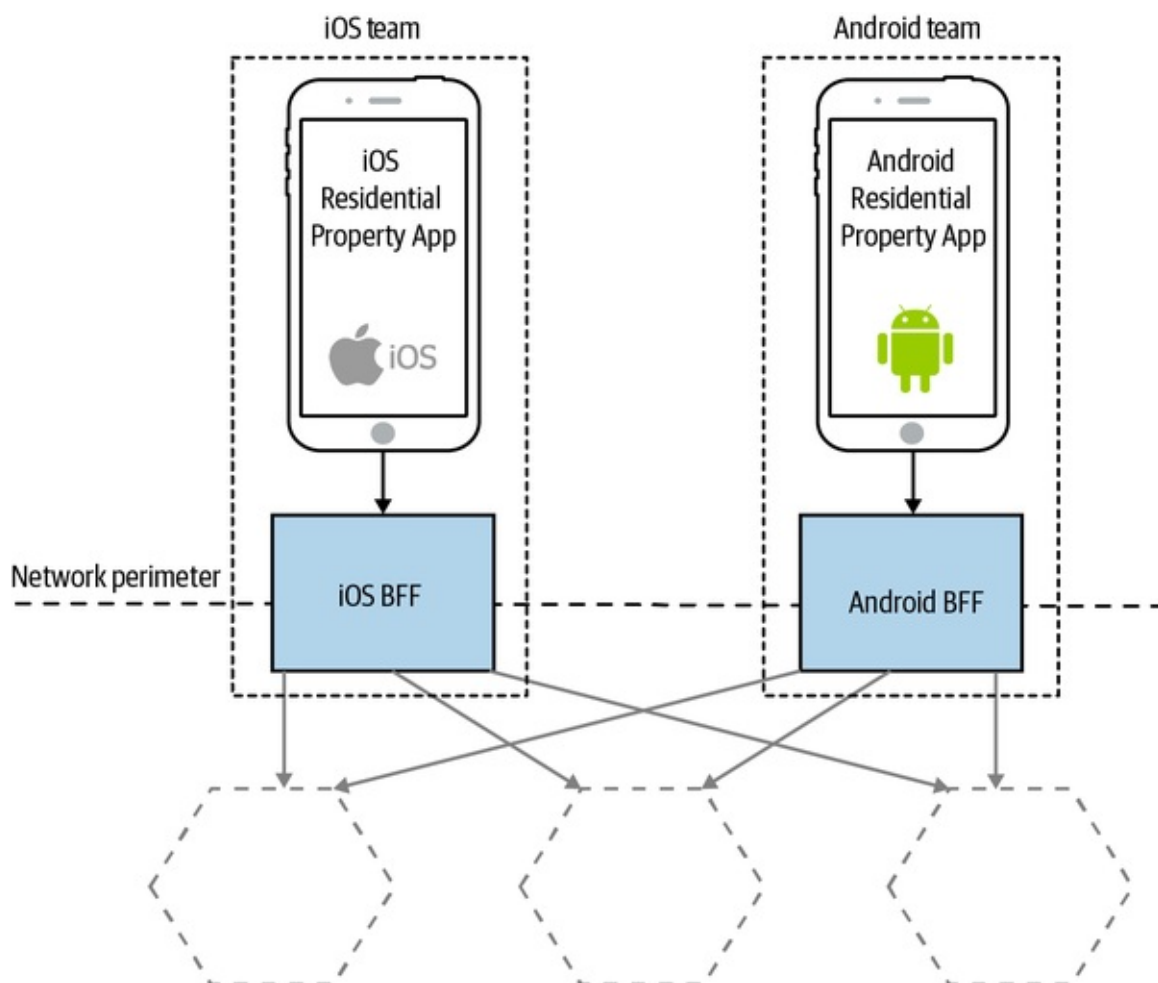 iOS team
Android team
iOS
Residential
Property App
iOS
Android
Residential
Property App
Network perimeter
iOS BFF
Android BFF